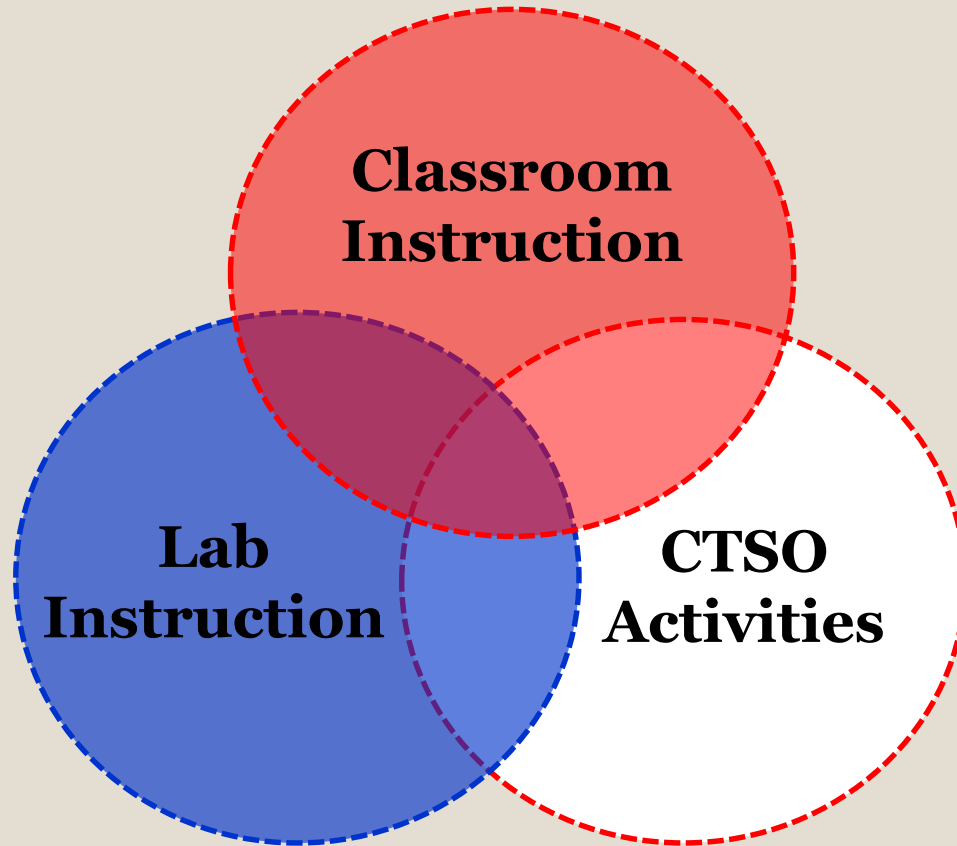 Classroom
Instruction
Lab
Instruction
CTSO
Activities